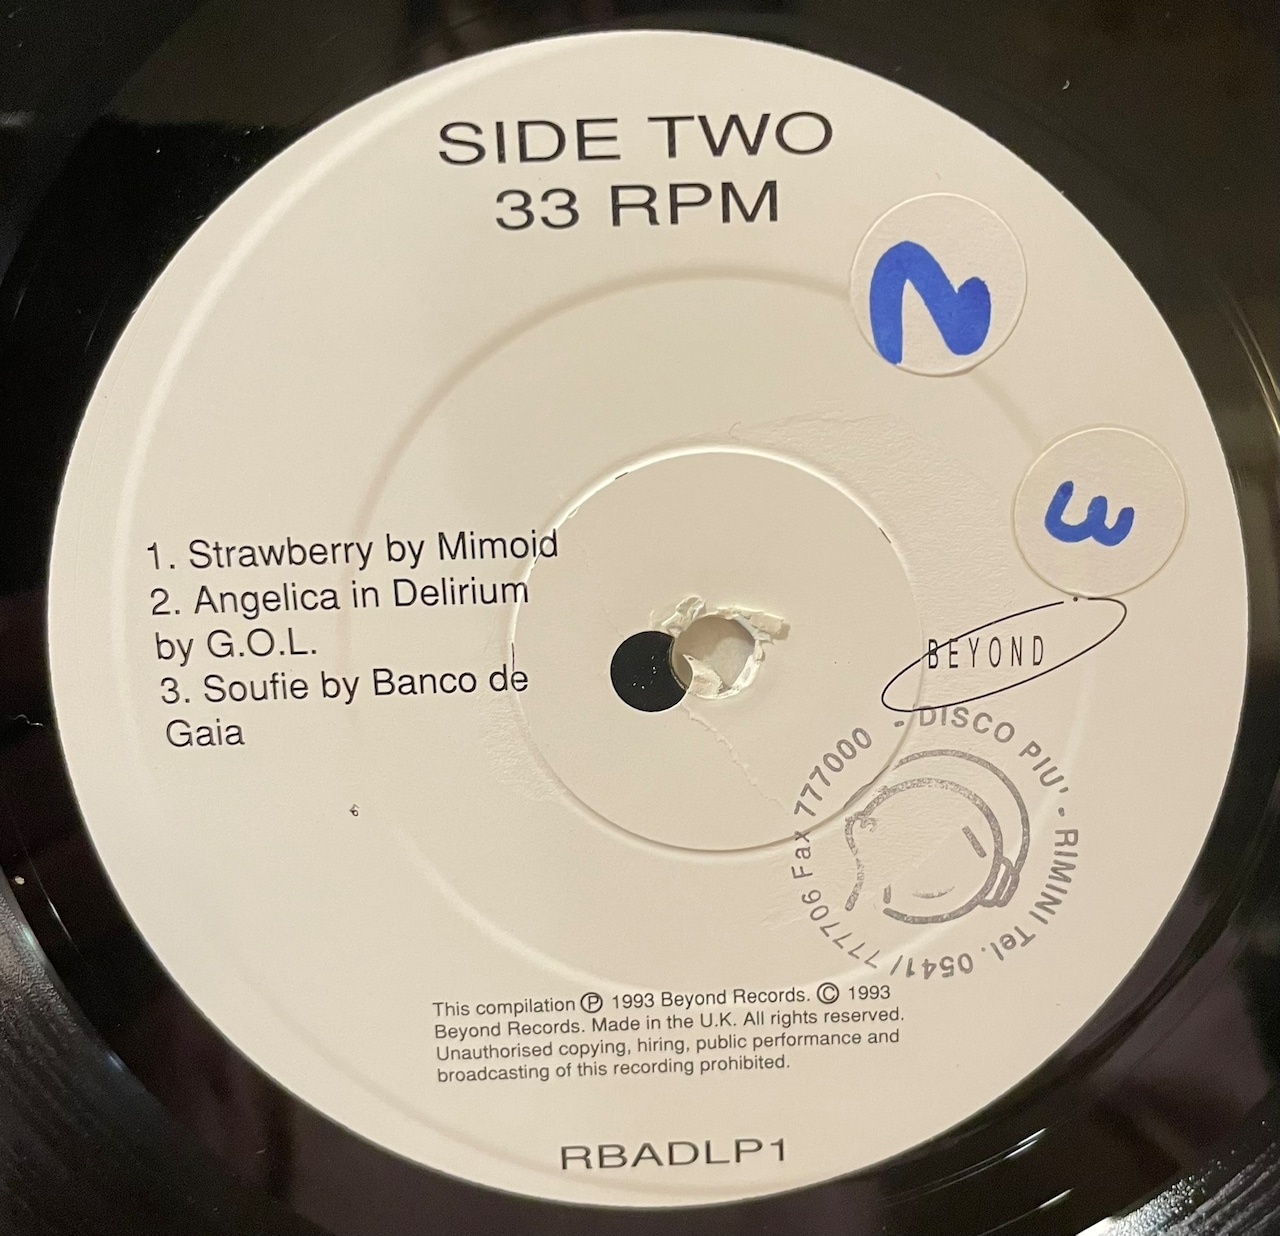 SIDE TWO
33 RPM
2
3
1. Strawberry by Mimoid
2. Angelica in Delirium
by G.O.L.
3. Soufie by Banco de
Gaia
BEYOND
- DISCO PIU' - RIMINI Tel. 0541/777706 Fax 777000
This compilation Ⓟ 1993 Beyond Records. © 1993
Beyond Records. Made in the U.K. All rights reserved.
Unauthorised copying, hiring, public performance and
broadcasting of this recording prohibited.
RBADLP1